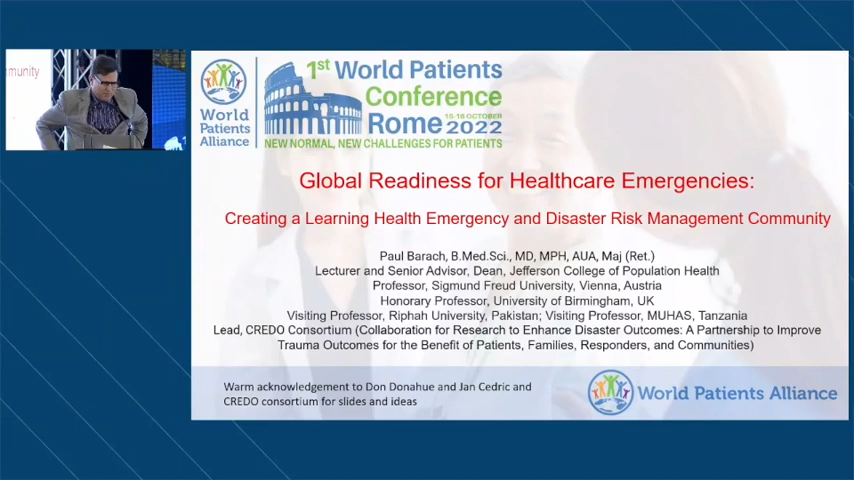 mmunity
World
Patients
Alliance
1st World Patients
Conference
Rome 15-16 OCTOBER 2022
NEW NORMAL, NEW CHALLENGES FOR PATIENTS
Global Readiness for Healthcare Emergencies:
Creating a Learning Health Emergency and Disaster Risk Management Community
Paul Barach, B.Med.Sci., MD, MPH, AUA, Maj (Ret.)
Lecturer and Senior Advisor, Dean, Jefferson College of Population Health
Professor, Sigmund Freud University, Vienna, Austria
Honorary Professor, University of Birmingham, UK
Visiting Professor, Riphah University, Pakistan; Visiting Professor, MUHAS, Tanzania
Lead, CREDO Consortium (Collaboration for Research to Enhance Disaster Outcomes: A Partnership to Improve
Trauma Outcomes for the Benefit of Patients, Families, Responders, and Communities)
Warm acknowledgement to Don Donahue and Jan Cedric and
CREDO consortium for slides and ideas
World Patients Alliance